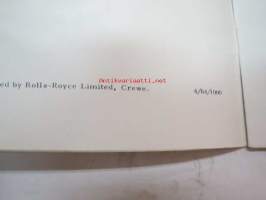 Antikvariaatti.net
ed by Rolls-Royce Limited, Crewe.